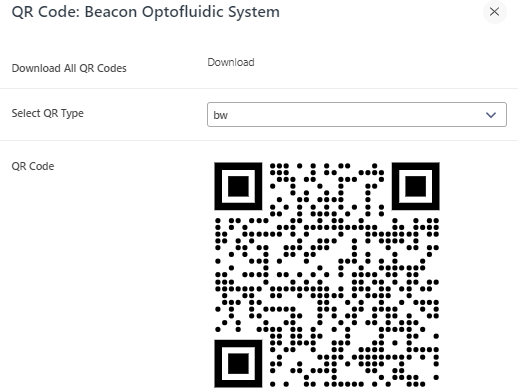 QR Code: Beacon Optofluidic System
Download All QR Codes
Download
Select QR Type
bw
QR Code